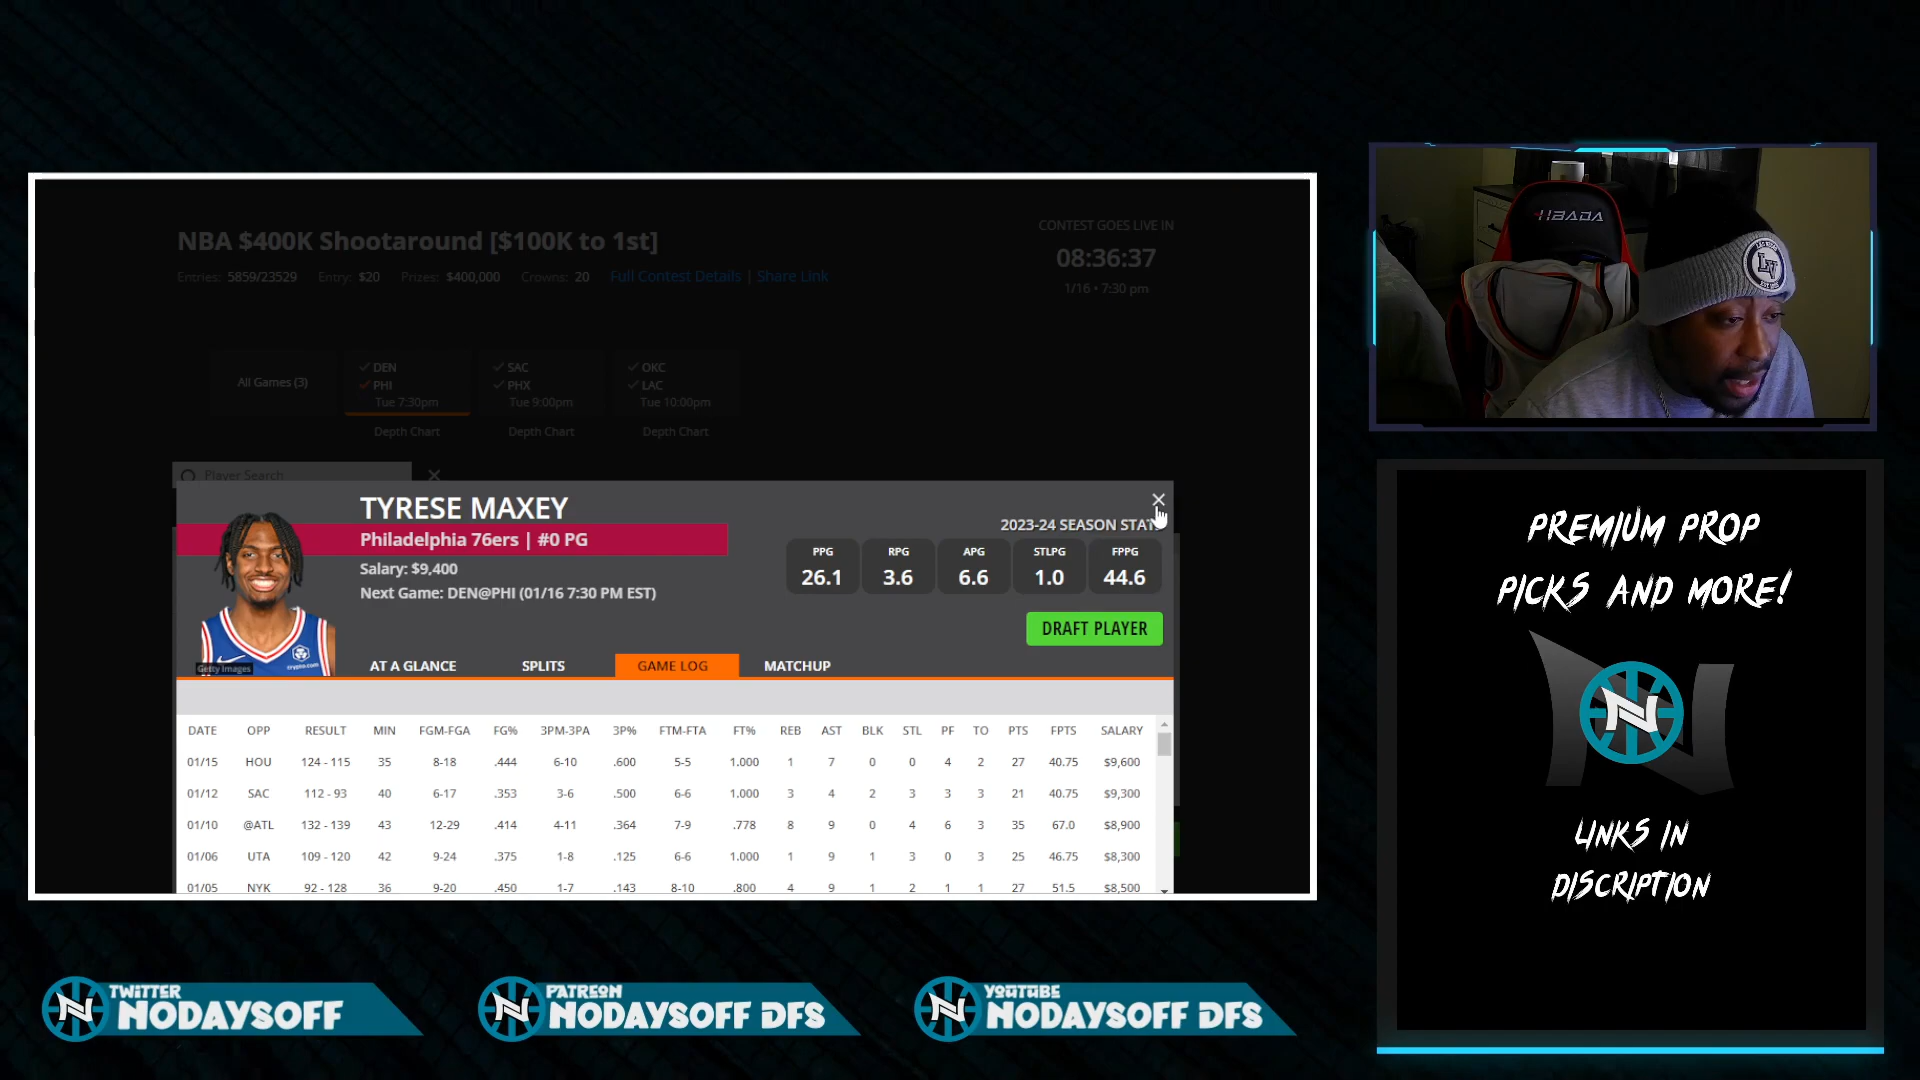 NBA $400K Shootaround [$100K to 1st]
Entries: 5859/23529 Entry: $20 Prizes: $400,000 Crowns: 20 Full Contest Details | Share Link
CONTEST GOES LIVE IN
08:36:37
1/16 • 7:30 pm
All Games (3)
DEN
PHI
Tue 7:30pm
Depth Chart
SAC
PHX
Tue 9:00pm
Depth Chart
OKC
LAC
Tue 10:00pm
Depth Chart
Player Search
TYRESE MAXEY
Philadelphia 76ers | #0 PG
Salary: $9,400
Next Game: DEN@PHI (01/16 7:30 PM EST)
Getty Images
crypto.com
2023-24 SEASON STAT
PPG RPG APG STLPG FPPG
26.1 3.6 6.6 1.0 44.6
DRAFT PLAYER
AT A GLANCE SPLITS GAME LOG MATCHUP
DATE OPP RESULT MIN FGM-FGA FG% 3PM-3PA 3P% FTM-FTA FT% REB AST BLK STL PF TO PTS FPTS SALARY
01/15 HOU 124 - 115 35 8-18 .444 6-10 .600 5-5 1.000 1 7 0 0 4 2 27 40.75 $9,600
01/12 SAC 112 - 93 40 6-17 .353 3-6 .500 6-6 1.000 3 4 2 3 3 3 21 40.75 $9,300
01/10 @ATL 132 - 139 43 12-29 .414 4-11 .364 7-9 .778 8 9 0 4 6 3 35 67.0 $8,900
01/06 UTA 109 - 120 42 9-24 .375 1-8 .125 6-6 1.000 1 9 1 3 0 3 25 46.75 $8,300
01/05 NYK 92 - 128 36 9-20 .450 1-7 .143 8-10 .800 4 9 1 2 1 1 27 51.5 $8,500
HBADA
LV
PREMIUM PROP
PICKS AND MORE!
N
LINKS IN
DISCRIPTION
TWITTER
NODAYSOFF
PATREON
NODAYSOFF DFS
YOUTUBE
NODAYSOFF DFS